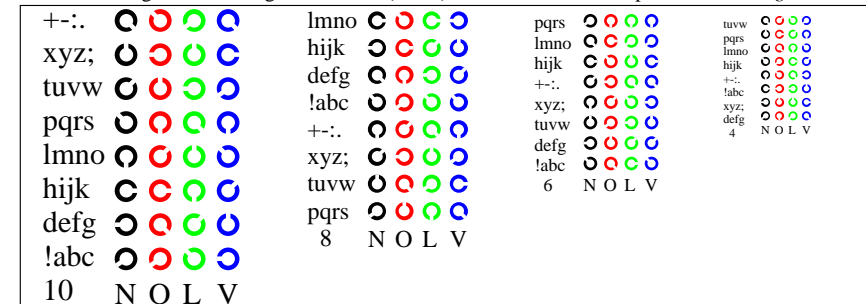 +-:.
xyz;
tuvw
pqrs
lmno
hijk
defg
!abc
10 N O L V
lmno
hijk
defg
!abc
+-:.
xyz;
tuvw
pqrs
8 N O L V
pqrs
lmno
hijk
+-:.
xyz;
tuvw
defg
!abc
6 N O L V
tuvw
pqrs
lmno
hijk
+-:.
!abc
xyz;
defg
4 N O L V